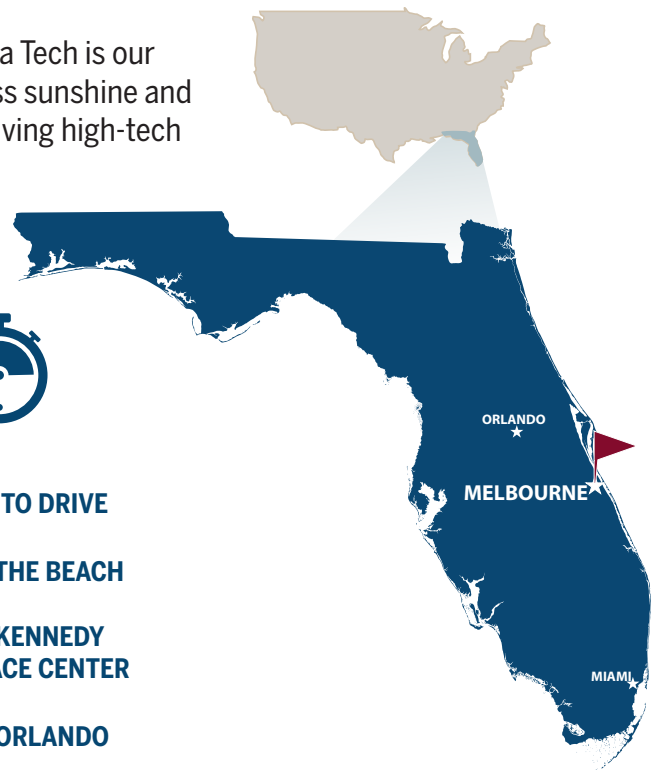 a Tech is our
ss sunshine and
ving high-tech
ORLANDO
MELBOURNE
TO DRIVE
THE BEACH
KENNEDY
ACE CENTER
MIAMI
ORLANDO